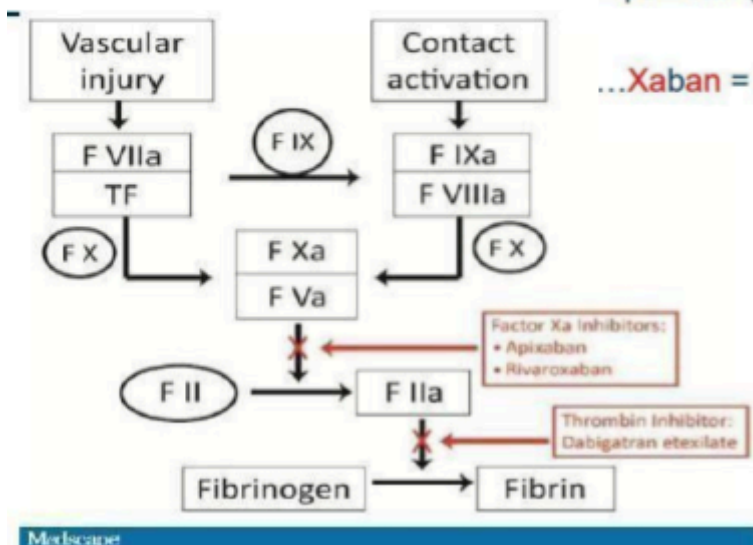 Vascular
injury
Contact
activation
...Xaban =
F VIIa
TF
F IX
F IXa
F VIIIa
F X
F Xa
F Va
F X
Factor Xa Inhibitors:
• Apixaban
• Rivaroxaban
F II
F IIa
Thrombin Inhibitor:
Dabigatran etexilate
Fibrinogen
Fibrin
Medscape